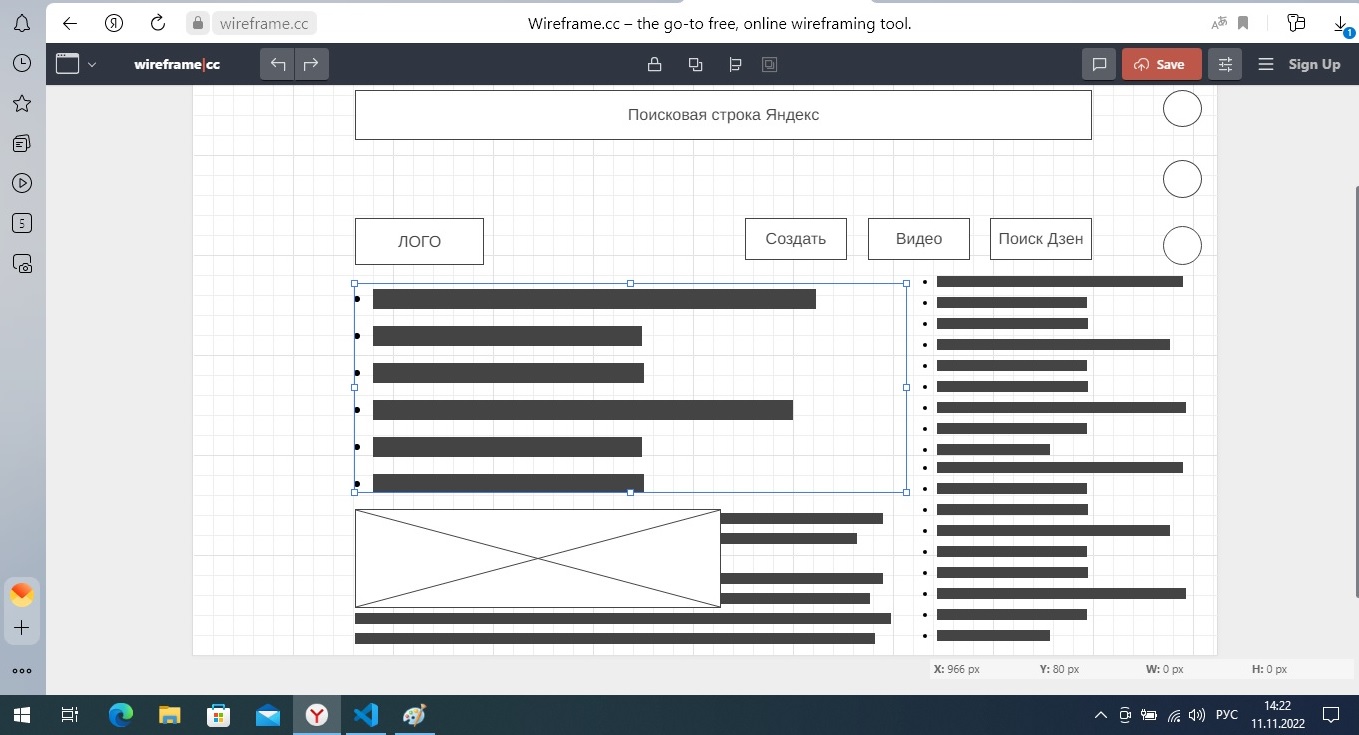 wireframe.cc
Wireframe.cc – the go-to free, online wireframing tool.
1
wireframe|cc
Save
Sign Up
Поисковая строка Яндекс
5
ЛОГО
Создать
Видео
Поиск Дзен
X: 966 px
Y: 80 px
W: 0 px
H: 0 px
РУС
14:22
11.11.2022